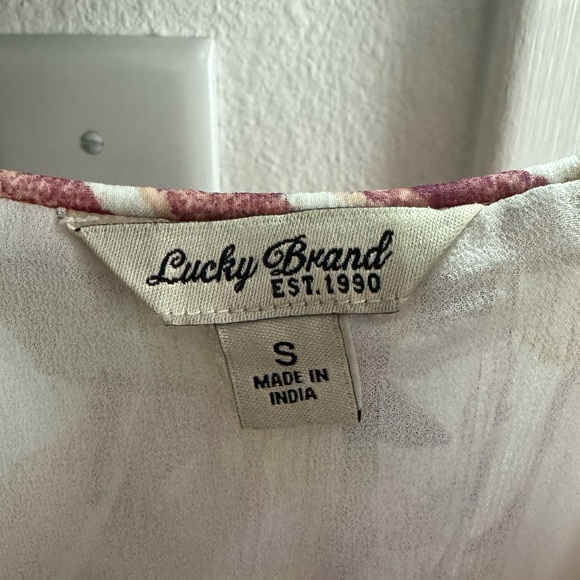 Lucky Brand
EST.1990
S
MADE IN
INDIA